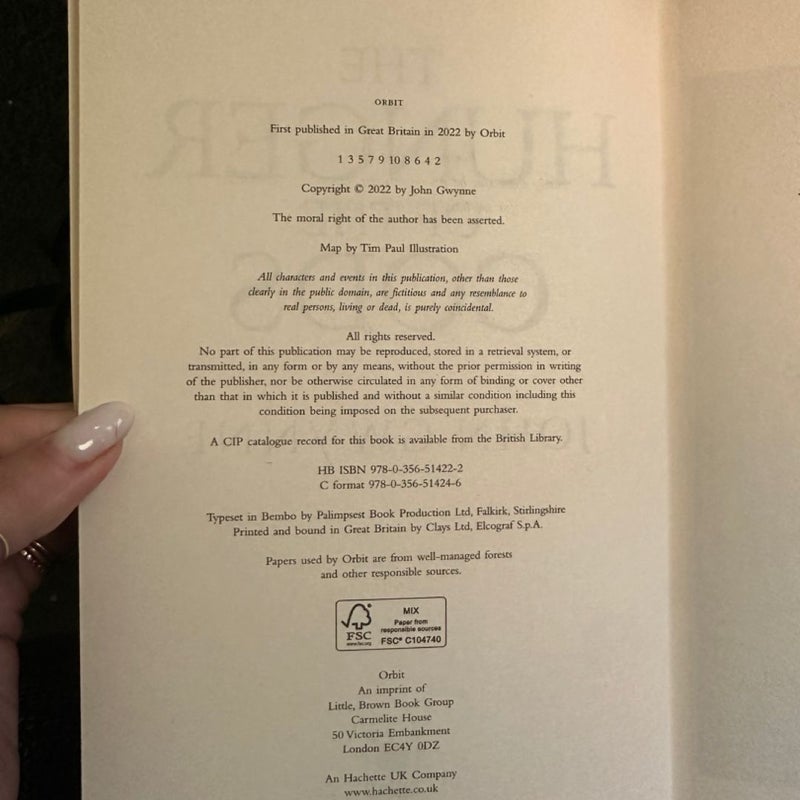 ORBIT
First published in Great Britain in 2022 by Orbit
1 3 5 7 9 10 8 6 4 2
Copyright © 2022 by John Gwynne
The moral right of the author has been asserted.
Map by Tim Paul Illustration
All characters and events in this publication, other than those
clearly in the public domain, are fictitious and any resemblance to
real persons, living or dead, is purely coincidental.
All rights reserved.
No part of this publication may be reproduced, stored in a retrieval system, or
transmitted, in any form or by any means, without the prior permission in writing
of the publisher, nor be otherwise circulated in any form of binding or cover other
than that in which it is published and without a similar condition including this
condition being imposed on the subsequent purchaser.
A CIP catalogue record for this book is available from the British Library.
HB ISBN 978-0-356-51422-2
C format 978-0-356-51424-6
Typeset in Bembo by Palimpsest Book Production Ltd, Falkirk, Stirlingshire
Printed and bound in Great Britain by Clays Ltd, Elcograf S.p.A.
Papers used by Orbit are from well-managed forests
and other responsible sources.
FSC
www.fsc.org
MIX
Paper from
responsible sources
FSC® C104740
Orbit
An imprint of
Little, Brown Book Group
Carmelite House
50 Victoria Embankment
London EC4Y 0DZ
An Hachette UK Company
www.hachette.co.uk